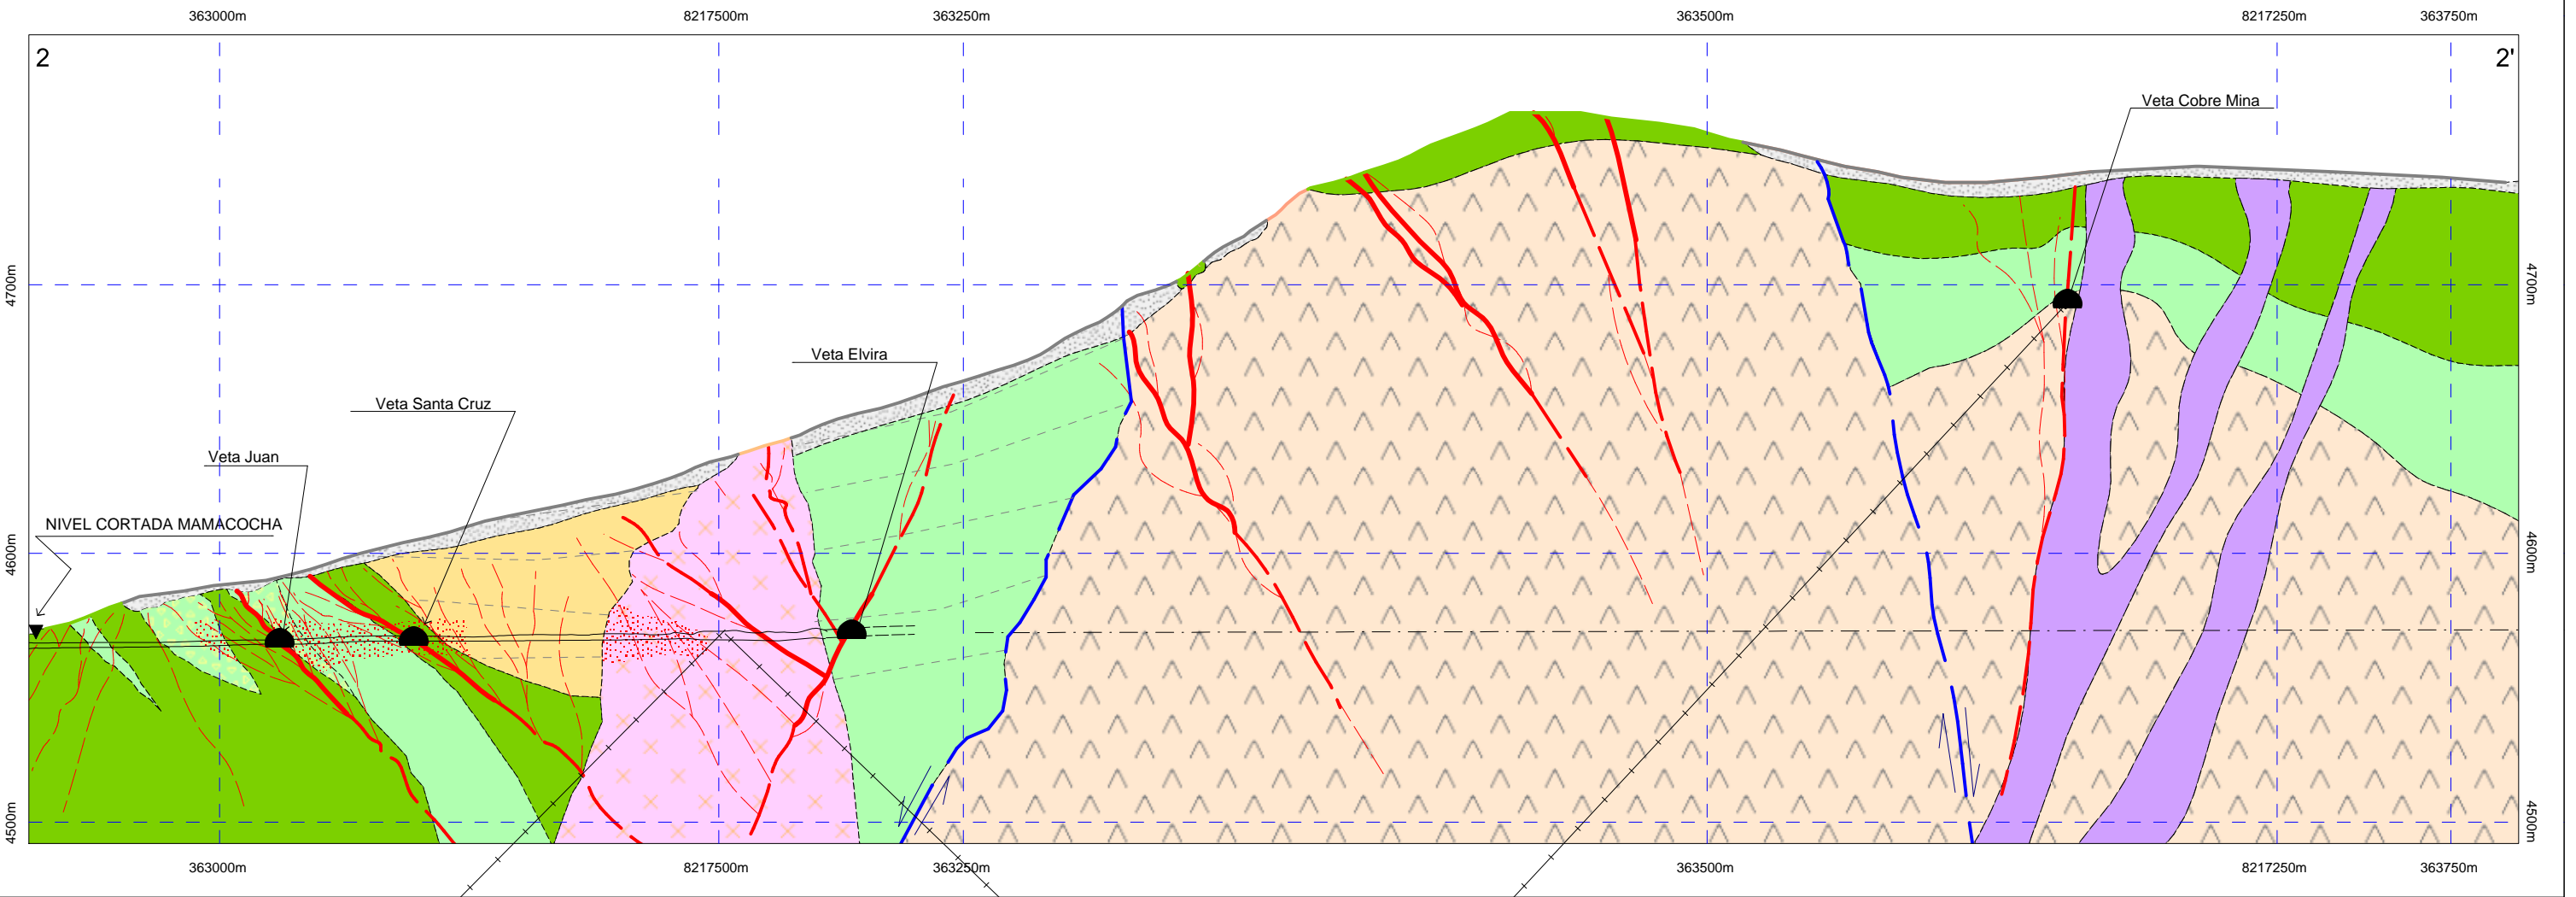 363000m 8217500m 363250m 363500m 8217250m 363750m
2 2'
Veta Cobre Mina
4700m 4700m
Veta Elvira
Veta Santa Cruz
Veta Juan
NIVEL CORTADA MAMACOCHA
4600m 4600m
4500m 4500m
363000m 8217500m 363250m 363500m 8217250m 363750m